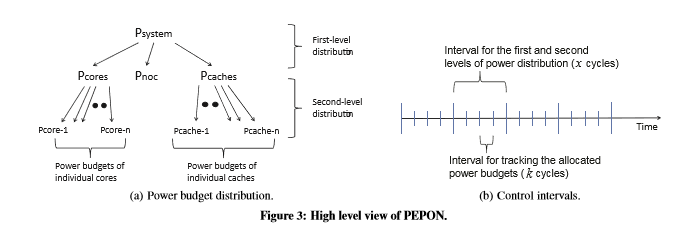 Psystem
First-level
distributin
Pcores
Pnoc
Pcaches
Second-level
distributin
Pcore-1
Pcore-n
Pcache-1
Pcache-n
Power budgets of
individual cores
Power budgets of
individual caches
(a) Power budget distribution.
Interval for the first and second
levels of power distribution (x cycles)
Time
Interval for tracking the allocated
power budgets (k cycles)
(b) Control intervals.
Figure 3: High level view of PEPON.